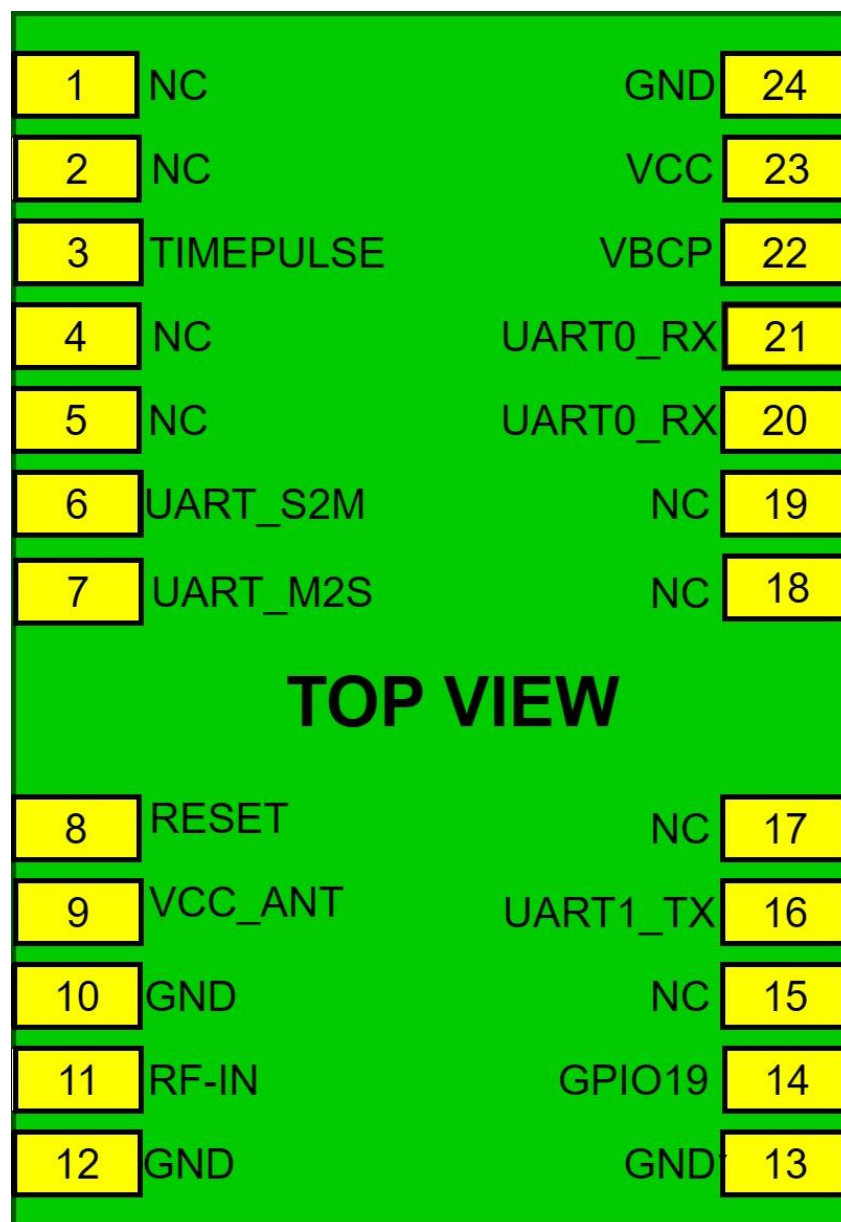 1 NC GND 24
2 NC VCC 23
3 TIMEPULSE VBCP 22
4 NC UART0_RX 21
5 NC UART0_RX 20
6 UART_S2M NC 19
7 UART_M2S NC 18
TOP VIEW
8 RESET NC 17
9 VCC_ANT UART1_TX 16
10 GND NC 15
11 RF-IN GPIO19 14
12 GND GND 13